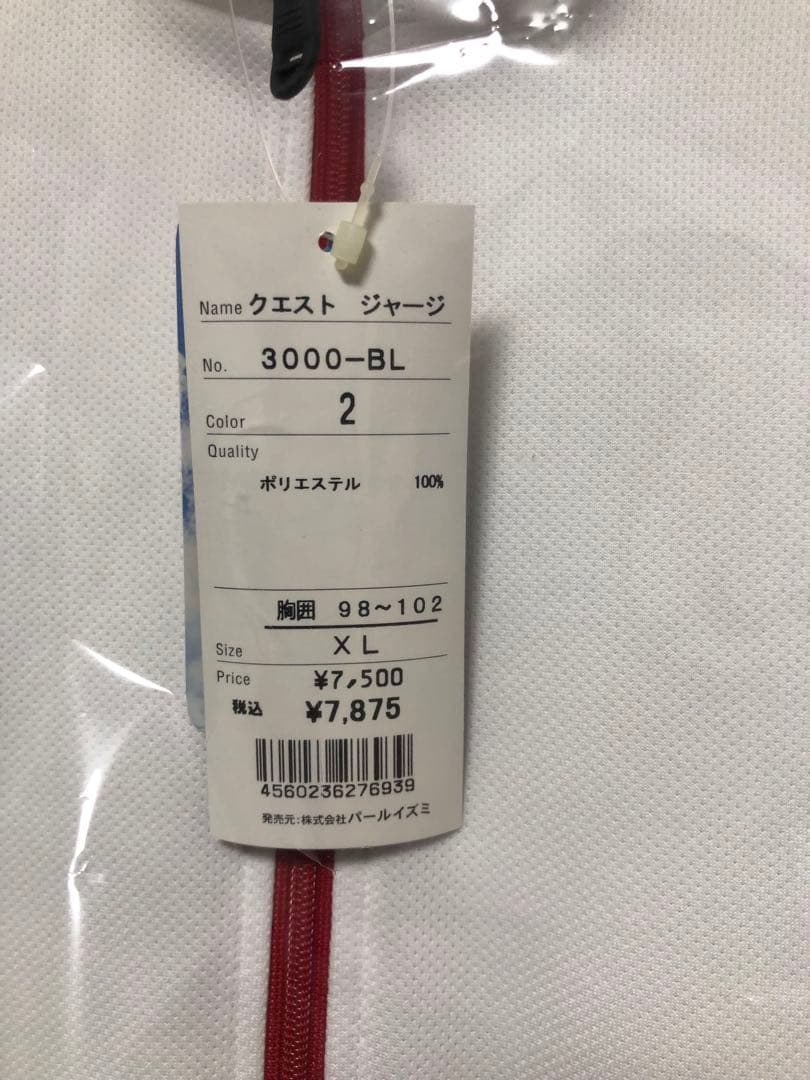 Name クエスト ジャージ
No. 3000-BL
Color 2
Quality
ポリエステル 100%
胸囲 98~102
Size XL
Price ¥7,500
税込 ¥7,875
4560236276939
発売元:株式会社パールイズミ